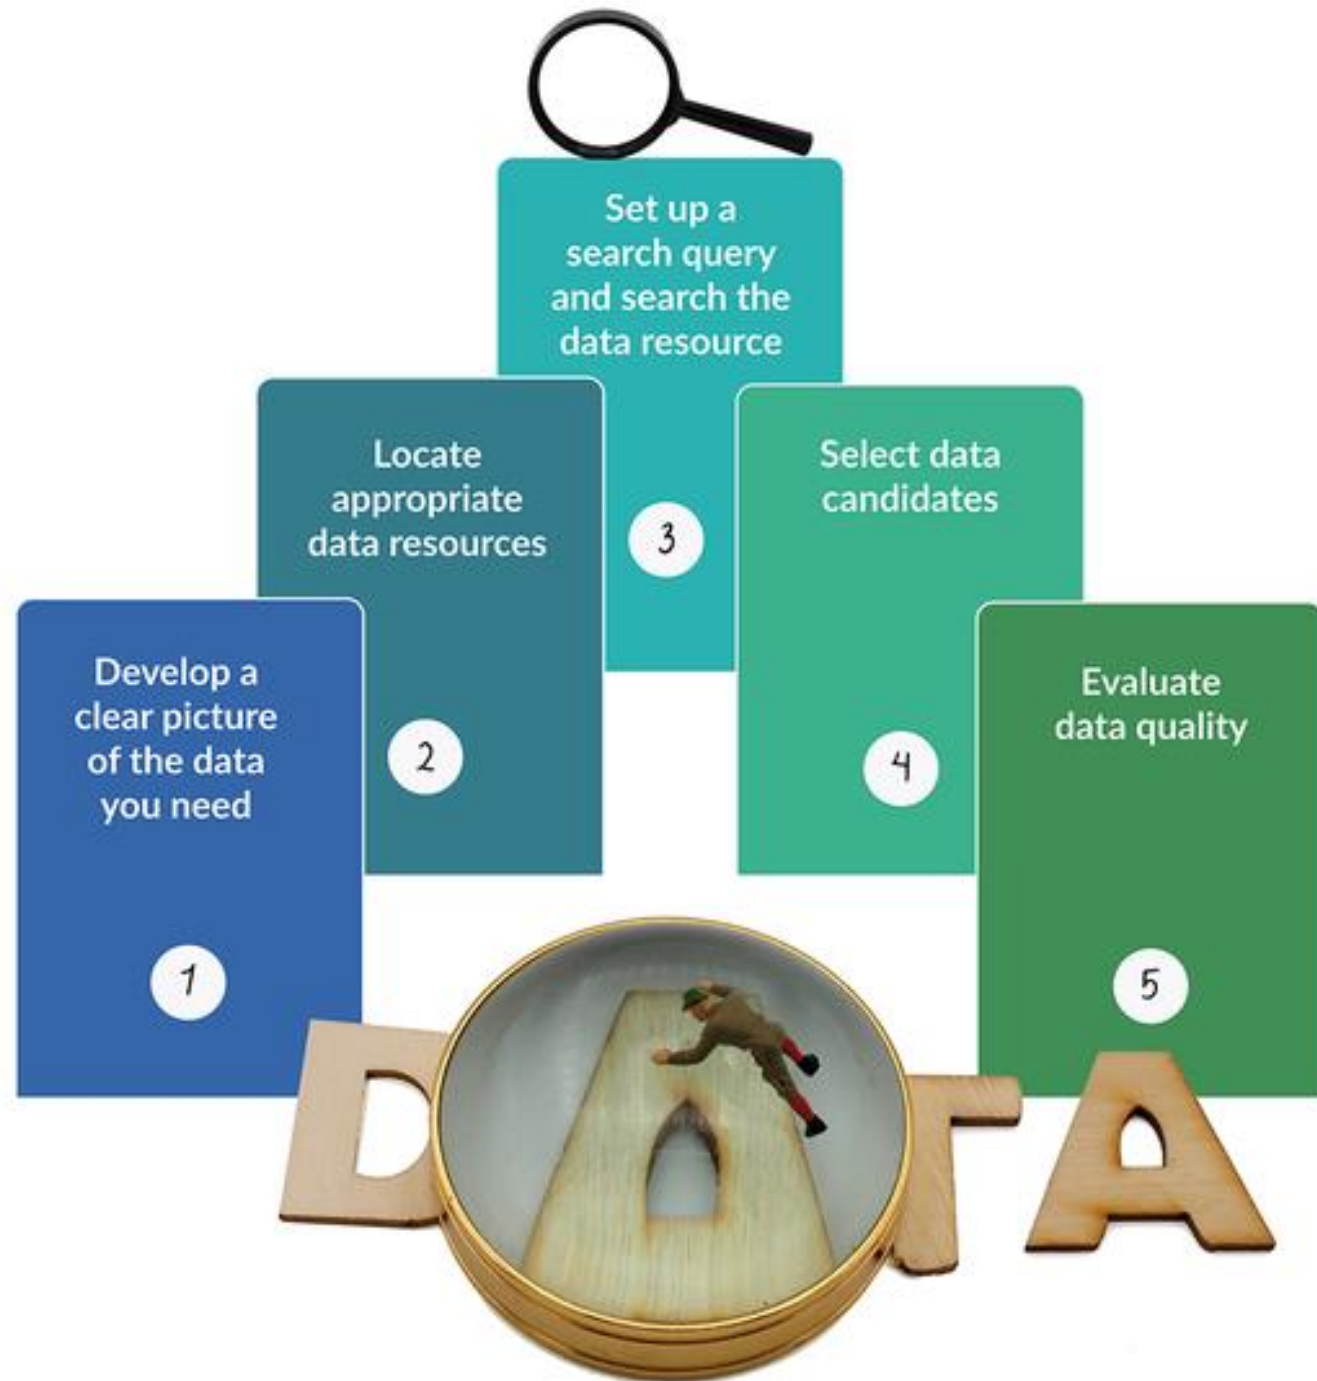 Develop a
clear picture
of the data
you need
1
Locate
appropriate
data resources
2
Set up a
search query
and search the
data resource
3
Select data
candidates
4
Evaluate
data quality
5
DATA